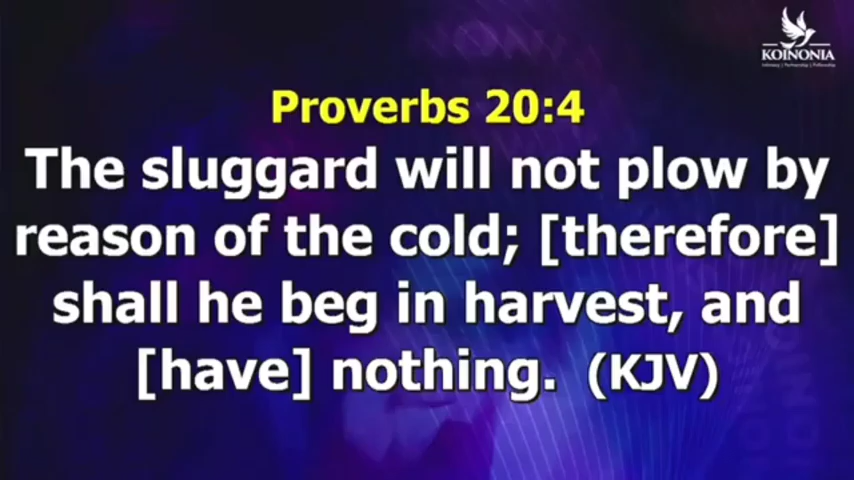 KOINONIA
Proverbs 20:4
The sluggard will not plow by
reason of the cold; [therefore]
shall he beg in harvest, and
[have] nothing. (KJV)